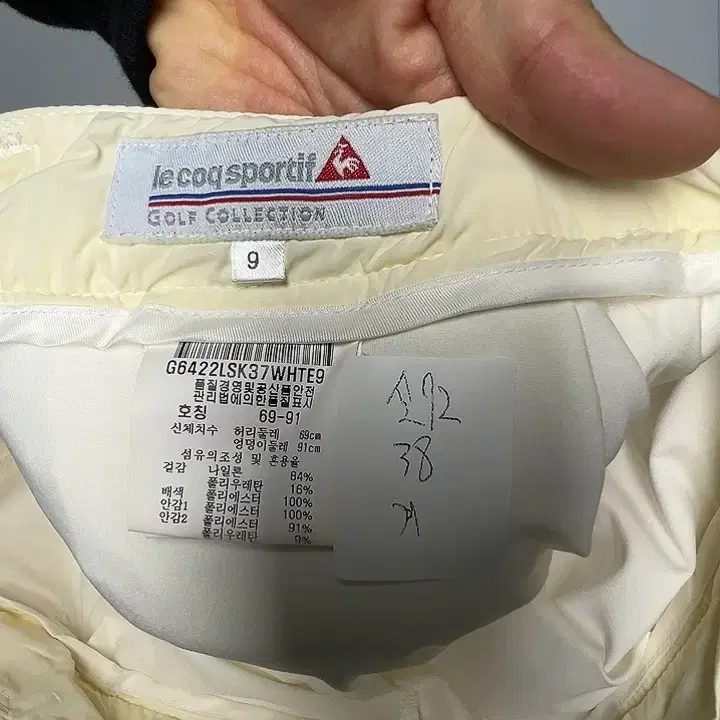 le coq sportif
GOLF COLLECTION
9
G6422LSK37WHTE9
품질경영및공산품안전
관리법에의한품질표시
호칭 69-91
신체치수 허리둘레 69cm
엉덩이둘레 91cm
섬유의조성 및 혼용율
겉감 나일론 84%
폴리우레탄 16%
배색 폴리에스터 100%
안감1 폴리에스터 100%
안감2 폴리에스터 91%
폴리우레탄 9%
38